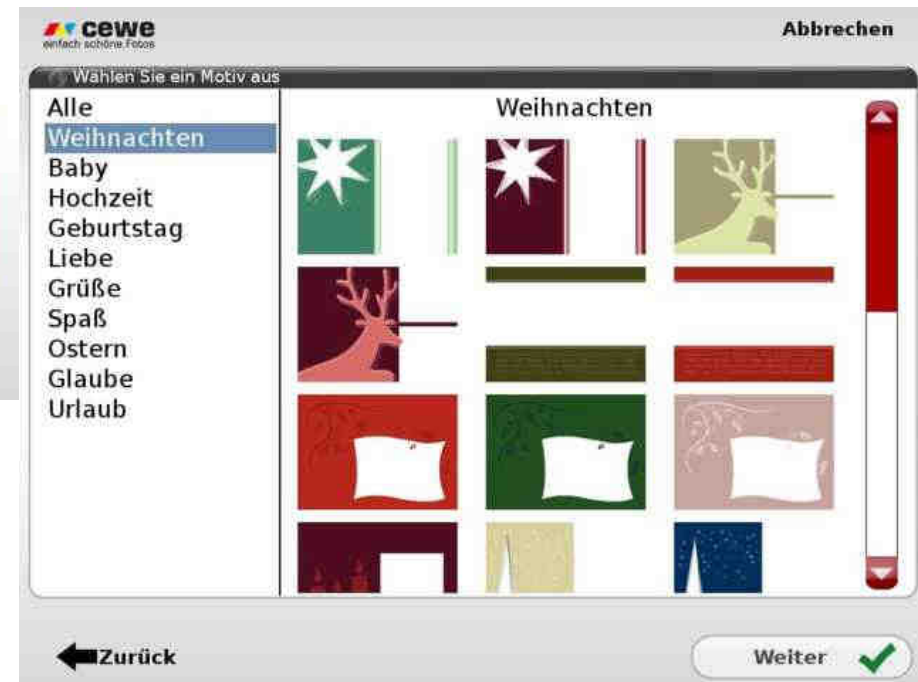 cewe
einfach schöne Fotos
Abbrechen
Wählen Sie ein Motiv aus
Alle
Weihnachten
Baby
Hochzeit
Geburtstag
Liebe
Grüße
Spaß
Ostern
Glaube
Urlaub
Weihnachten
Zurück
Weiter